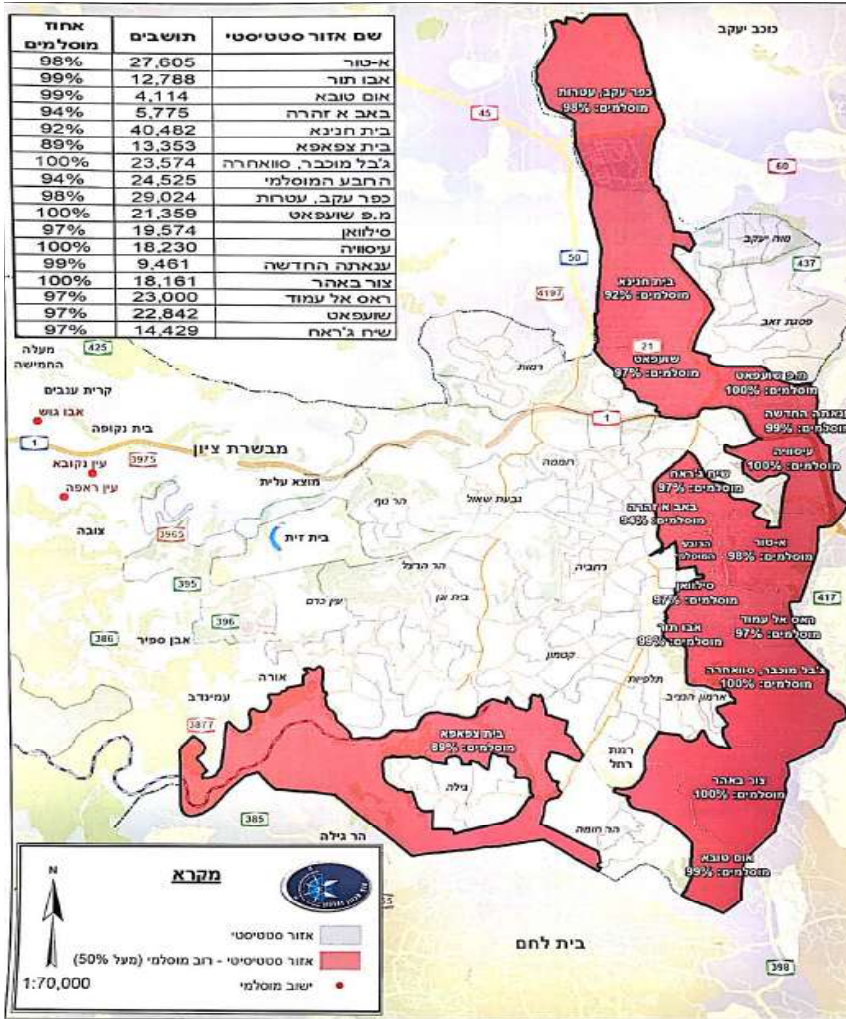 שם אזור סטטיסטי תושבים אחוז מוסלמים
א-טור 27,605 98%
אבו תור 12,788 99%
אום טובא 4,114 99%
באב א זהרה 5,775 94%
בית חנינא 40,482 92%
בית צפאפא 13,353 89%
ג'בל מוכבר, סוואחרה 23,574 100%
הרובע המוסלמי 24,525 94%
כפר עקב, עטרות 29,024 98%
מ.פ שועפאט 21,359 100%
סילוואן 19,574 97%
עיסוויה 18,230 100%
ענאתה החדשה 9,461 99%
צור באהר 18,161 100%
ראס אל עמוד 23,000 97%
שועפאט 22,842 97%
שיח ג'ראח 14,429 97%
כוכב יעקב
כפר עקב, עטרות
מוסלמים: 98%
45
60
נווה יעקב
437
50
בית חנינא
מוסלמים: 92%
4197
פסגת זאב
21
שועפאט
מוסלמים: 97%
רמות
מ.פ שועפאט
מוסלמים: 100%
425
מעלה
החמישה
קרית ענבים
אבו גוש
בית נקופה
1
3975
מבשרת ציון
1
ענאתה החדשה
99%
עיסוויה
מוסלמים: 100%
עין נקובא
עין ראפה
מוצא עלית
רוממה
שיח ג'ראח
מוסלמים: 97%
הר נוף
גבעת שאול
באב א זהרה
מוסלמים: 94%
צובה
3965
בית זית
הרובע
המוסלמי
א-טור
מוסלמים: 98%
הר הרצל
רחביה
395
עין כרם
בית וגן
סילוואן
מוסלמים: 97%
417
396
386
אבן ספיר
אבו תור
מוסלמים: 99%
ראס אל עמוד
מוסלמים: 97%
קטמון
תלפיות
ג'בל מוכבר, סוואחרה
מוסלמים: 100%
ארמון הנציב
אורה
עמינדב
3877
בית צפאפא
מוסלמים: 89%
רמת
רחל
גילה
צור באהר
מוסלמים: 100%
385
הר גילה
הר חומה
אום טובא
מוסלמים: 99%
בית לחם
398
מקרא
N
אזור סטטיסטי
אזור סטטיסיטי - רוב מוסלמי (מעל 50%)
ישוב מוסלמי
1:70,000